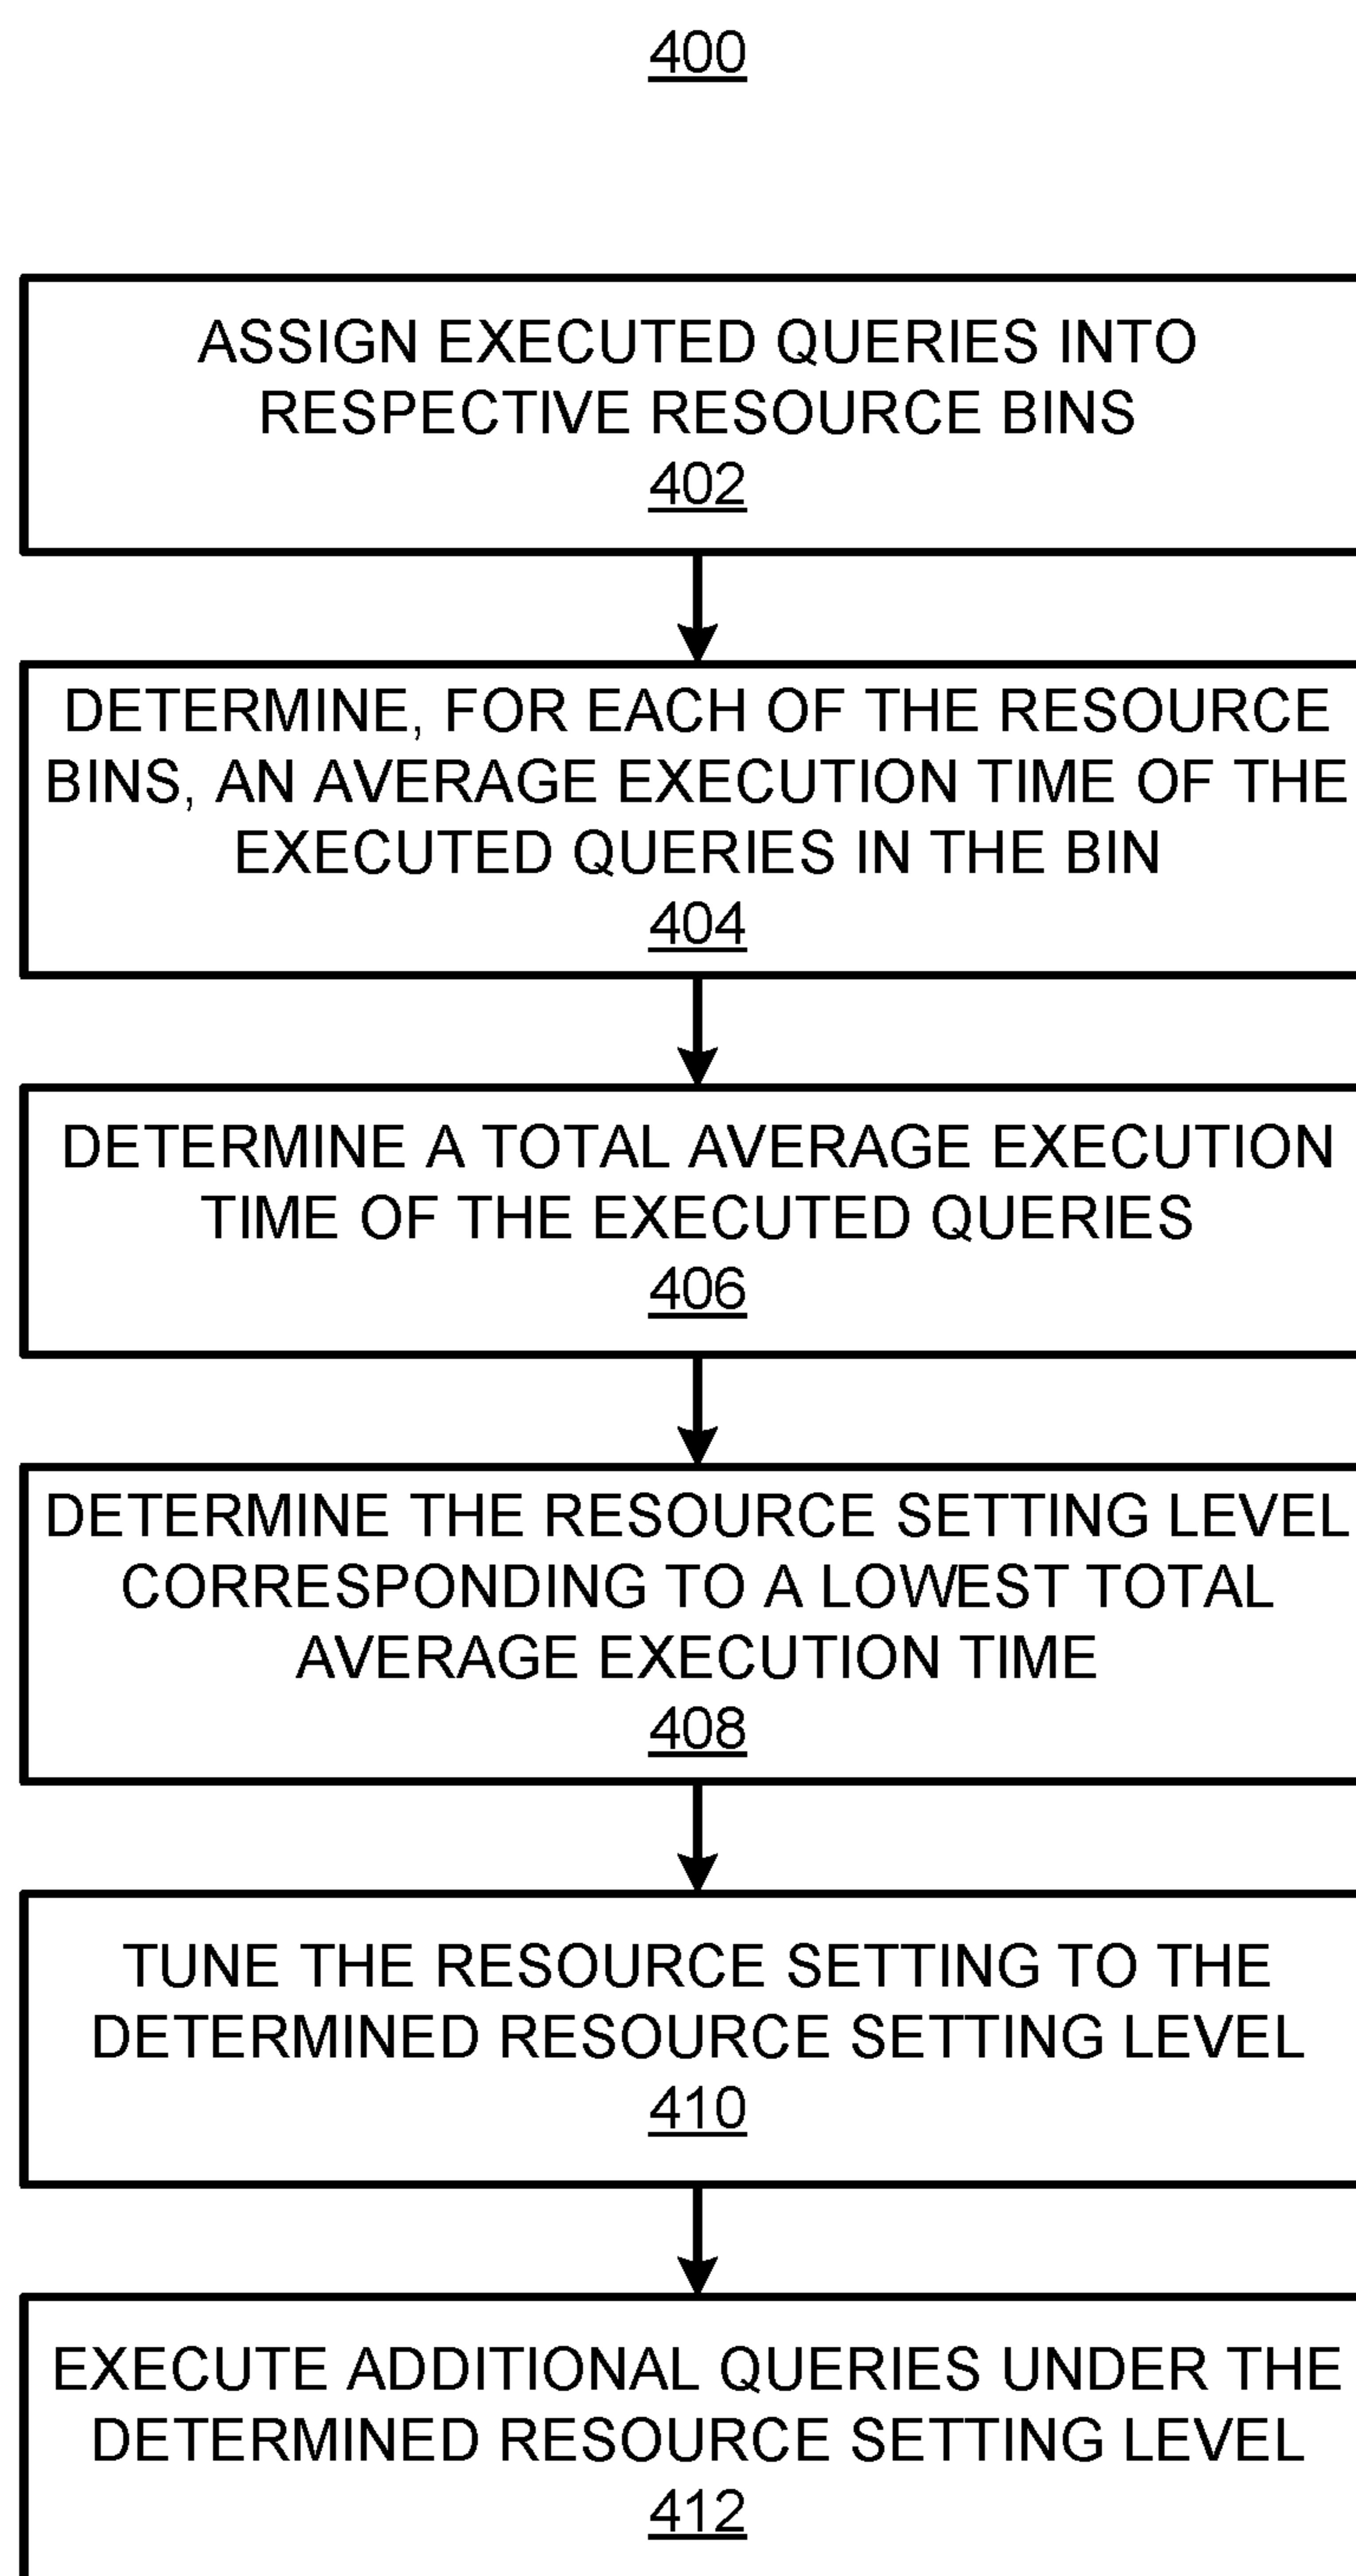 400
ASSIGN EXECUTED QUERIES INTO
RESPECTIVE RESOURCE BINS
402
DETERMINE, FOR EACH OF THE RESOURCE
BINS, AN AVERAGE EXECUTION TIME OF THE
EXECUTED QUERIES IN THE BIN
404
DETERMINE A TOTAL AVERAGE EXECUTION
TIME OF THE EXECUTED QUERIES
406
DETERMINE THE RESOURCE SETTING LEVEL
CORRESPONDING TO A LOWEST TOTAL
AVERAGE EXECUTION TIME
408
TUNE THE RESOURCE SETTING TO THE
DETERMINED RESOURCE SETTING LEVEL
410
EXECUTE ADDITIONAL QUERIES UNDER THE
DETERMINED RESOURCE SETTING LEVEL
412